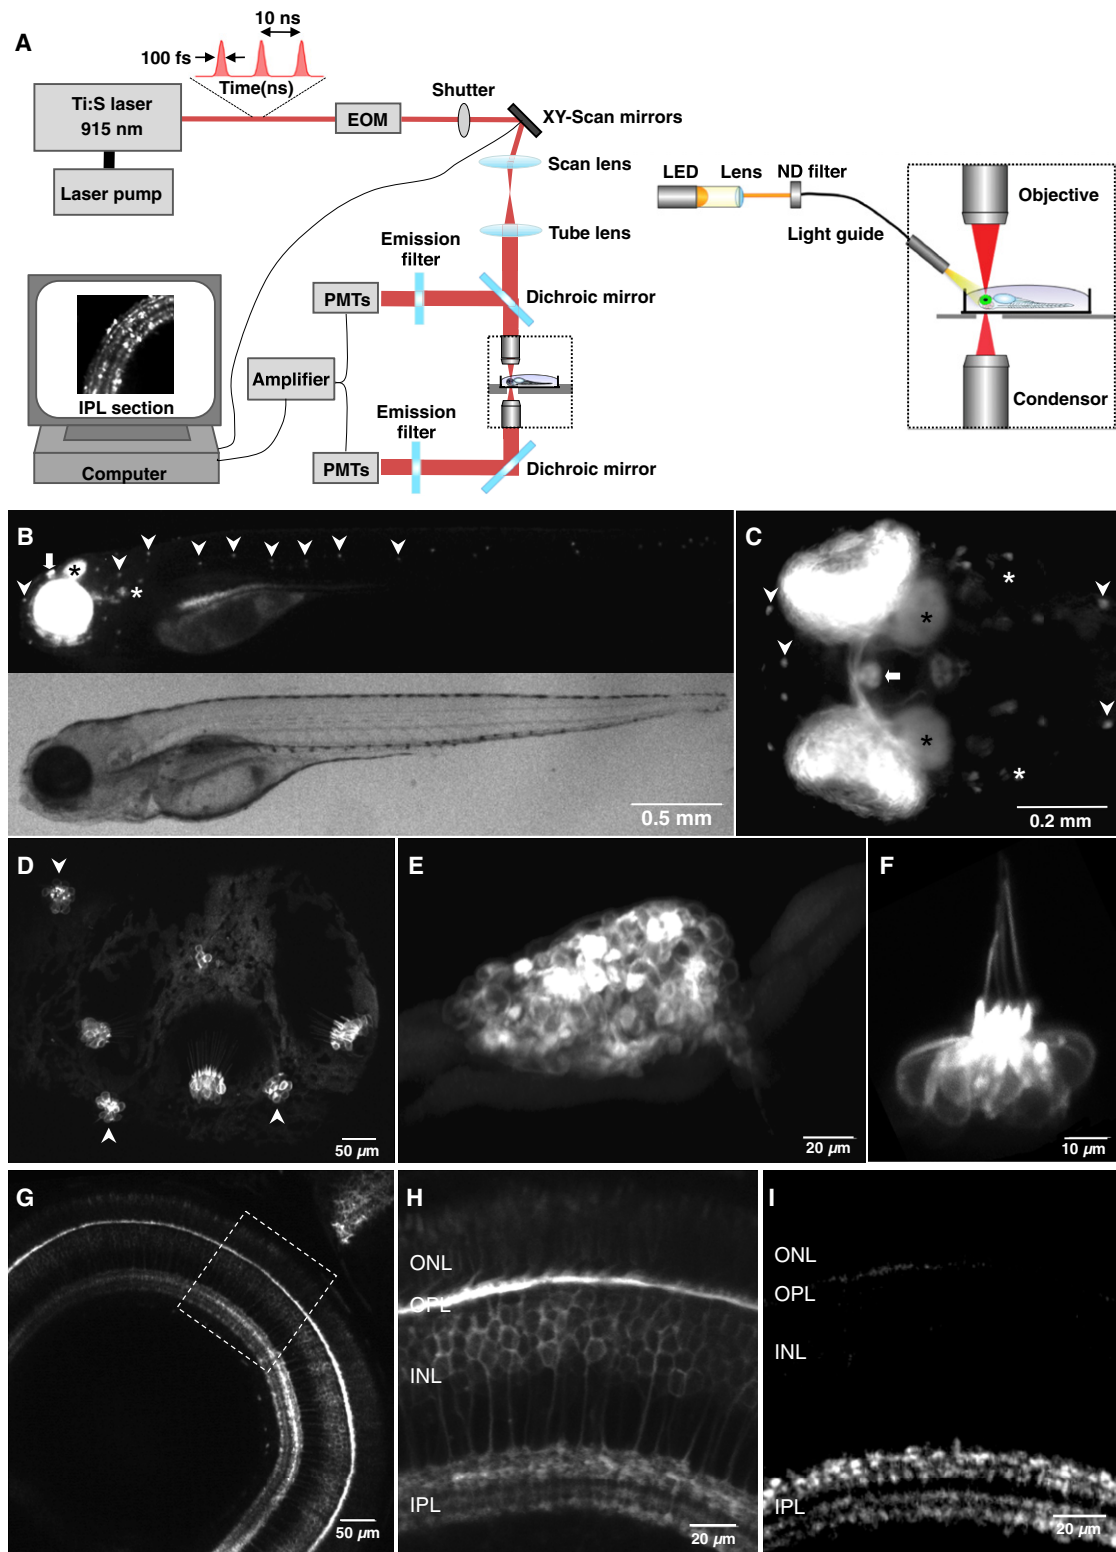 A
10 ns
100 fs
Time(ns)
Ti:S laser
915 nm
Laser pump
EOM
Shutter
XY-Scan mirrors
Scan lens
Tube lens
Emission
filter
PMTs
Dichroic mirror
Amplifier
IPL section
Computer
Emission
filter
PMTs
Dichroic mirror
LED
Lens
ND filter
Light guide
Objective
Condensor
B
*
*
0.5 mm
C
*
*
*
*
0.2 mm
D
50 µm
E
20 µm
F
10 µm
G
50 µm
H
ONL
OPL
INL
IPL
20 µm
I
ONL
OPL
INL
IPL
20 µm